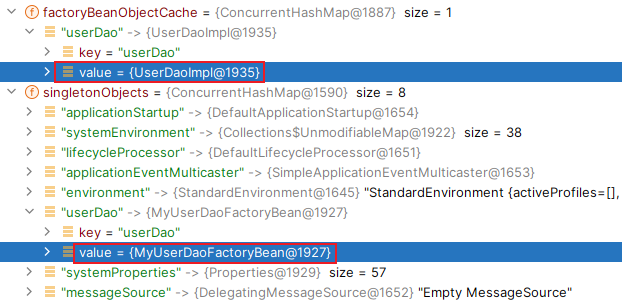 factoryBeanObjectCache = {ConcurrentHashMap@1887} size = 1
"userDao" -> {UserDaoImpl@1935}
key = "userDao"
value = {UserDaoImpl@1935}
singletonObjects = {ConcurrentHashMap@1590} size = 8
"applicationStartup" -> {DefaultApplicationStartup@1654}
"systemEnvironment" -> {Collections$UnmodifiableMap@1922} size = 38
"lifecycleProcessor" -> {DefaultLifecycleProcessor@1651}
"applicationEventMulticaster" -> {SimpleApplicationEventMulticaster@1653}
"environment" -> {StandardEnvironment@1645} "StandardEnvironment {activeProfiles=[],
"userDao" -> {MyUserDaoFactoryBean@1927}
key = "userDao"
value = {MyUserDaoFactoryBean@1927}
"systemProperties" -> {Properties@1929} size = 57
"messageSource" -> {DelegatingMessageSource@1652} "Empty MessageSource"